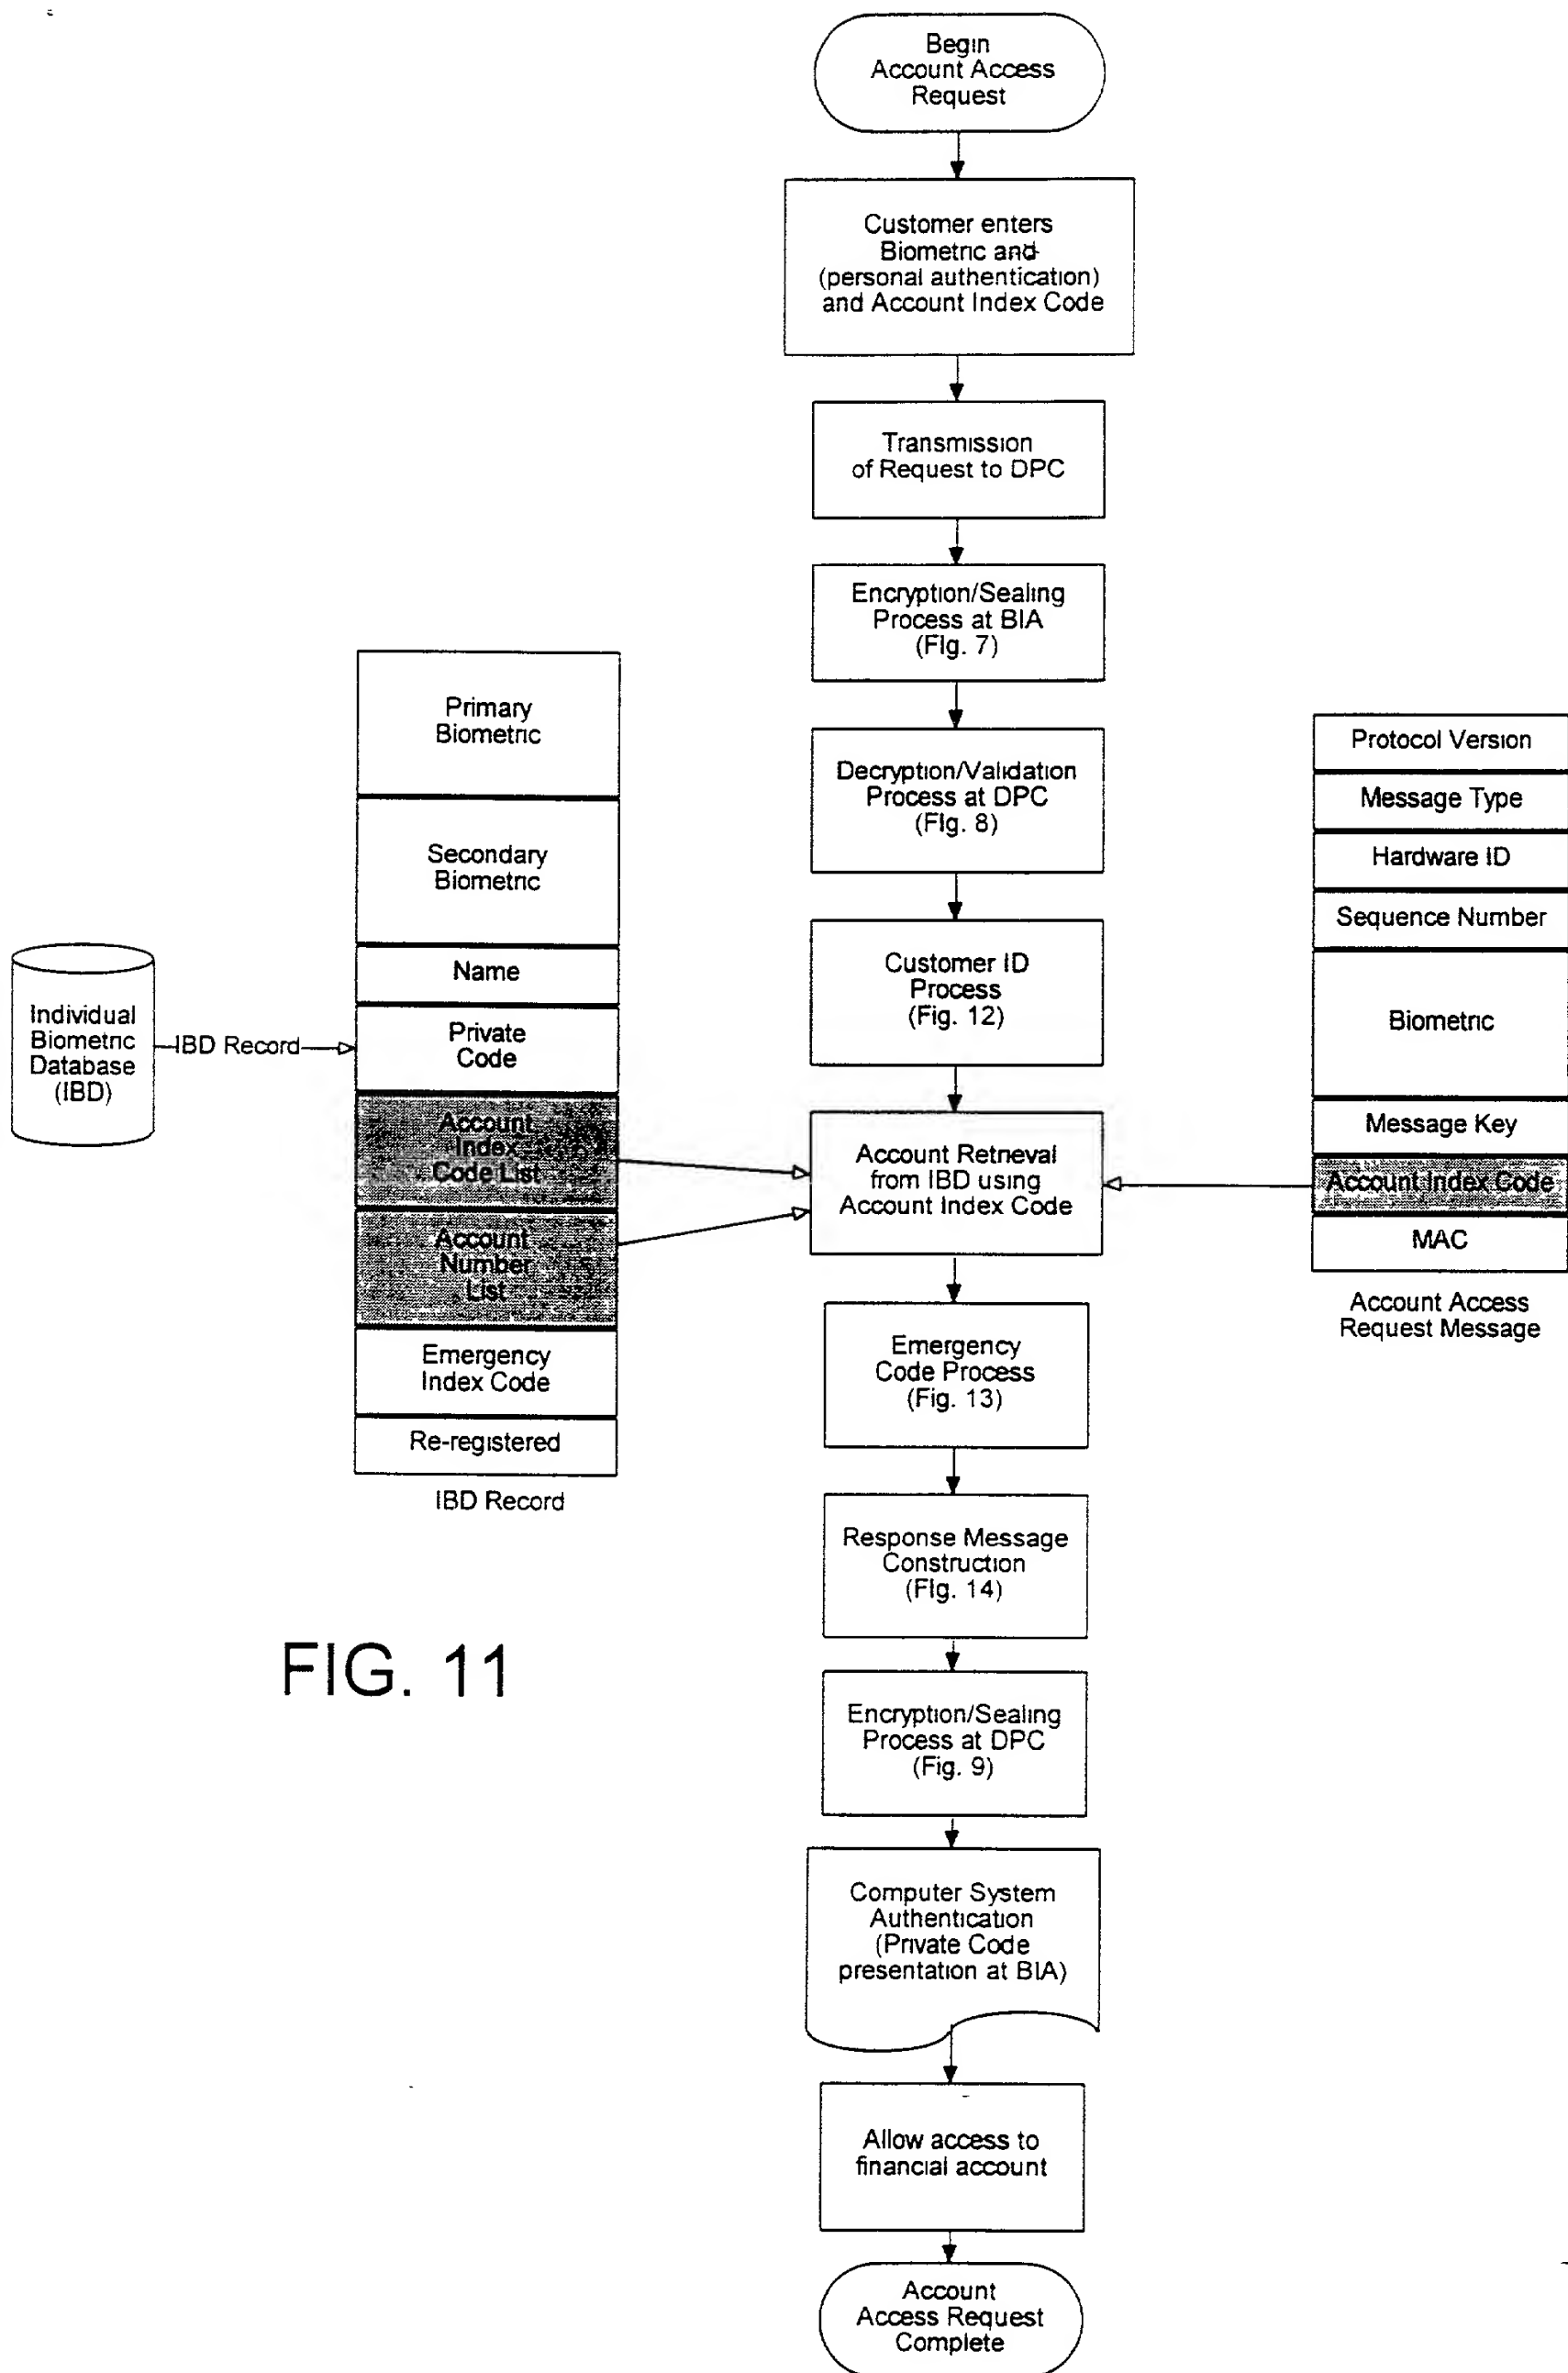 Begin
Account Access
Request
Customer enters
Biometric and
(personal authentication)
and Account Index Code
Transmission
of Request to DPC
Encryption/Sealing
Process at BIA
(Fig. 7)
Decryption/Validation
Process at DPC
(Fig. 8)
Customer ID
Process
(Fig. 12)
Account Retrieval
from IBD using
Account Index Code
Emergency
Code Process
(Fig. 13)
Response Message
Construction
(Fig. 14)
Encryption/Sealing
Process at DPC
(Fig. 9)
Computer System
Authentication
(Private Code
presentation at BIA)
Allow access to
financial account
Account
Access Request
Complete
Individual
Biometric
Database
(IBD)
IBD Record
Primary
Biometric
Secondary
Biometric
Name
Private
Code
Account
Index
Code List
Account
Number
List
Emergency
Index Code
Re-registered
IBD Record
Protocol Version
Message Type
Hardware ID
Sequence Number
Biometric
Message Key
Account Index Code
MAC
Account Access
Request Message
FIG. 11